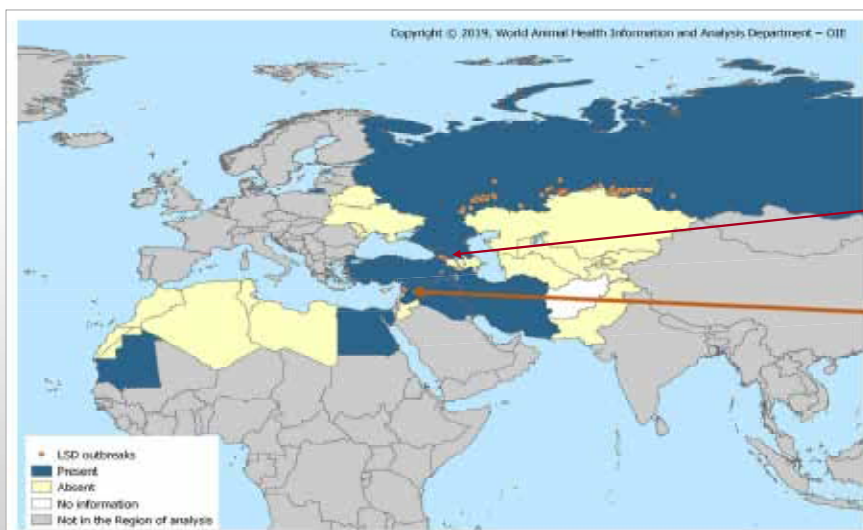 Copyright © 2019, World Animal Health Information and Analysis Department – OIE
LSD outbreaks
Present
Absent
No information
Not in the Region of analysis